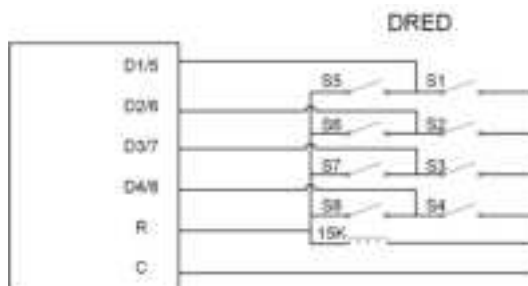 DRED
D1/5
S5 S1
D2/6
S6 S2
D3/7
S7 S3
D4/8
S8 S4
R
15K
C